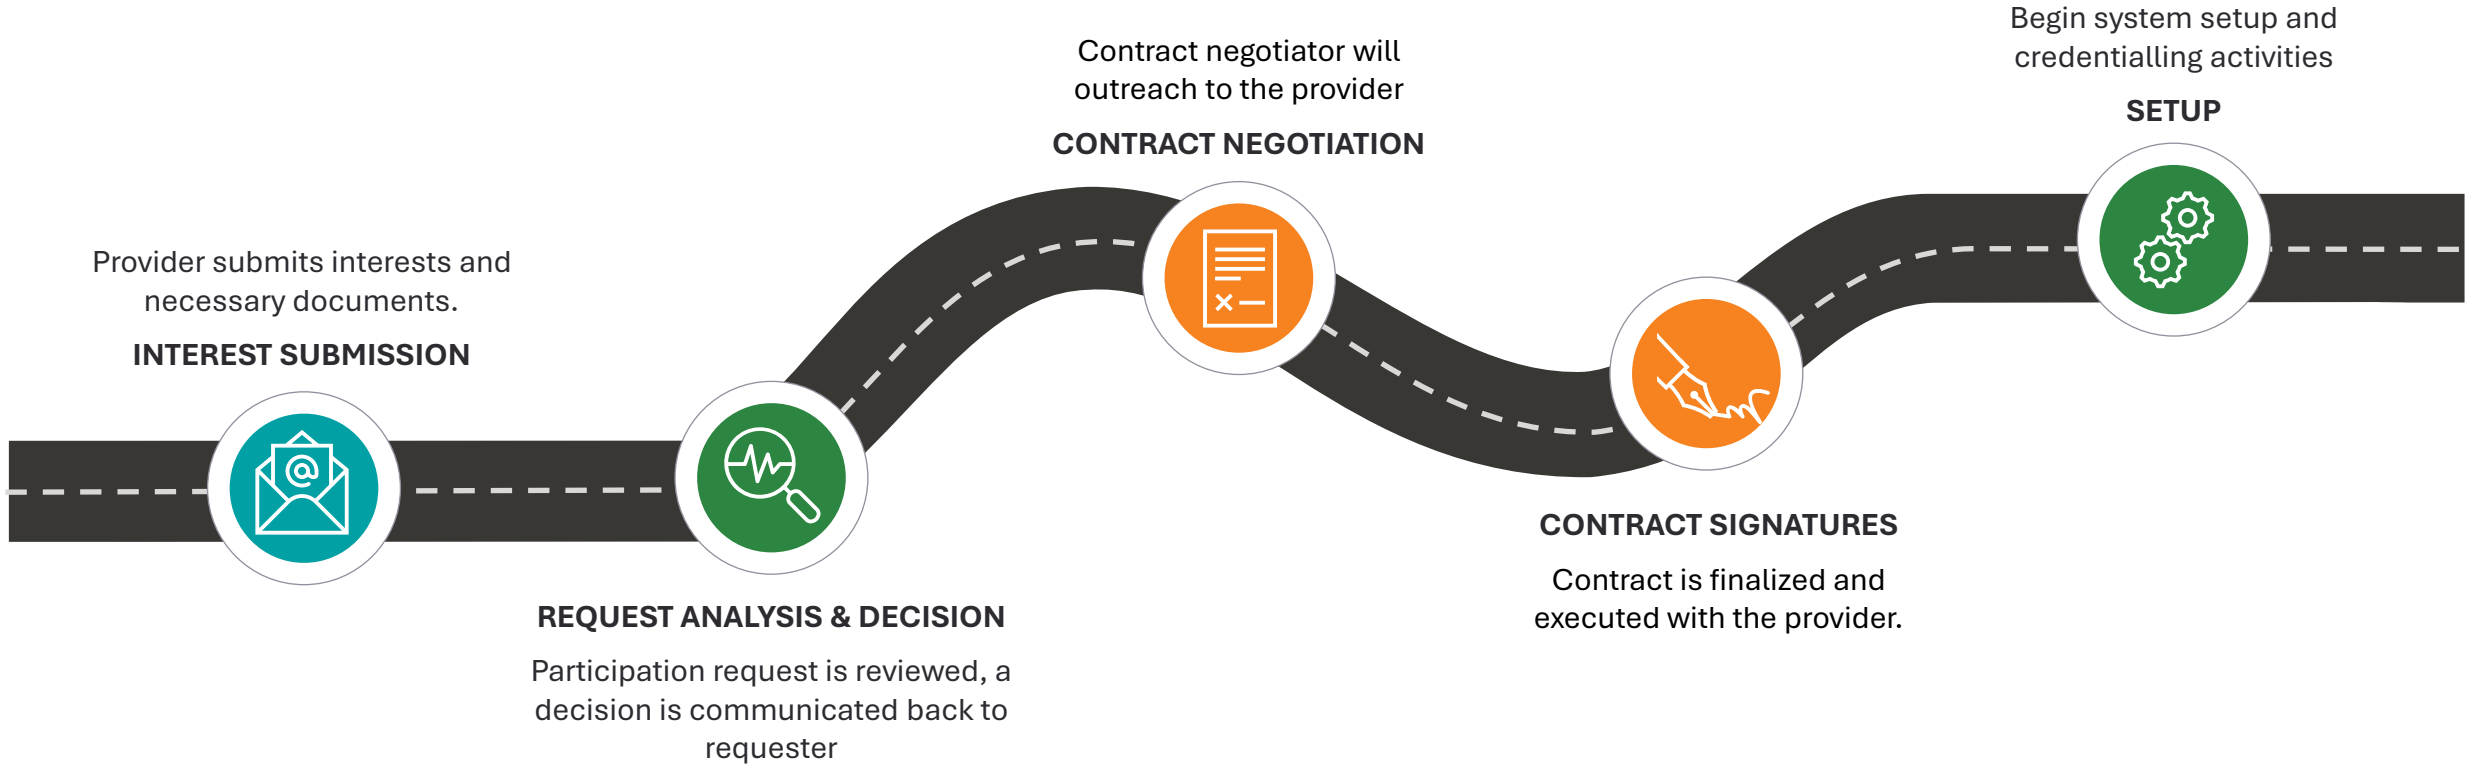 Provider submits interests and
necessary documents.
INTEREST SUBMISSION
REQUEST ANALYSIS & DECISION
Participation request is reviewed, a
decision is communicated back to
requester
Contract negotiator will
outreach to the provider
CONTRACT NEGOTIATION
CONTRACT SIGNATURES
Contract is finalized and
executed with the provider.
Begin system setup and
credentialling activities
SETUP